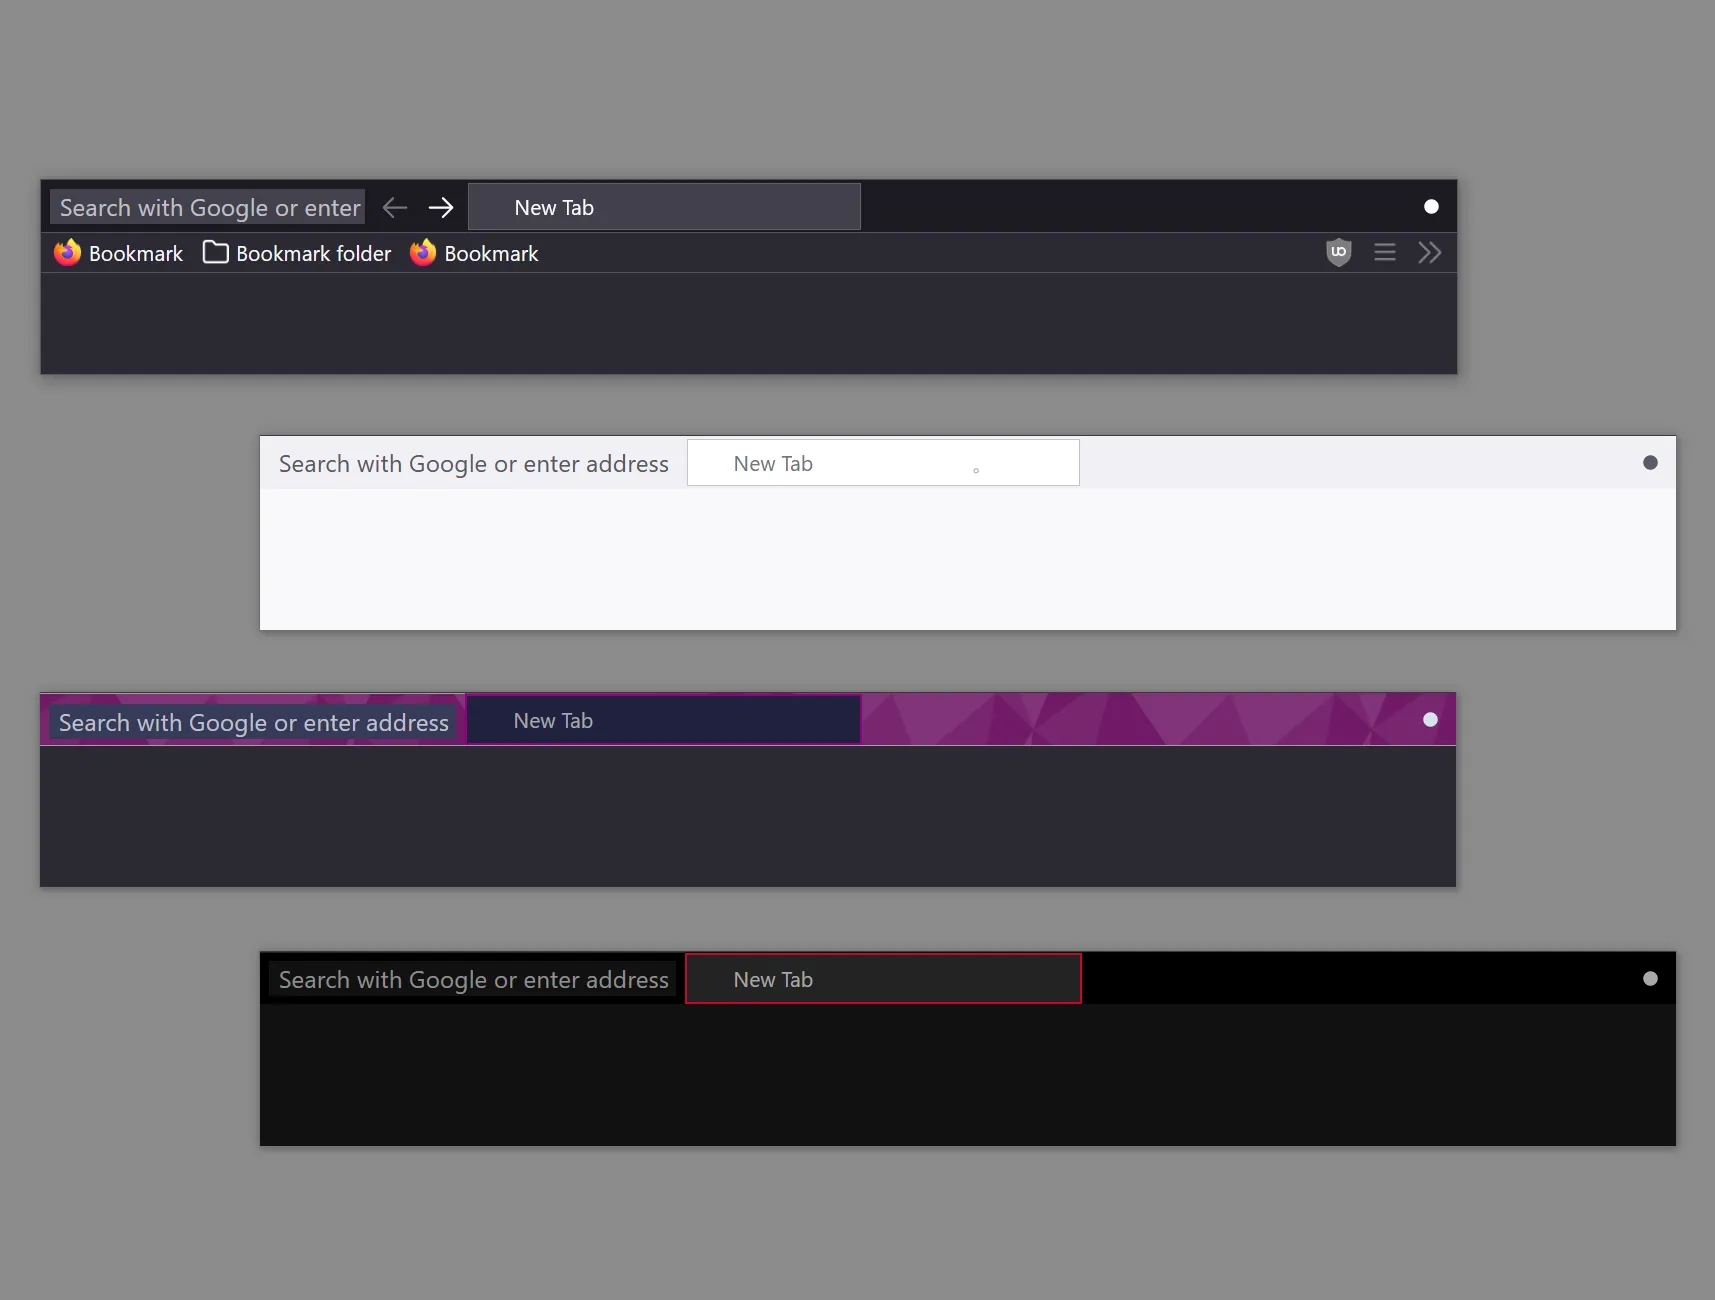 Search with Google or enter New Tab
Bookmark Bookmark folder Bookmark uo
Search with Google or enter address New Tab
Search with Google or enter address New Tab
Search with Google or enter address New Tab